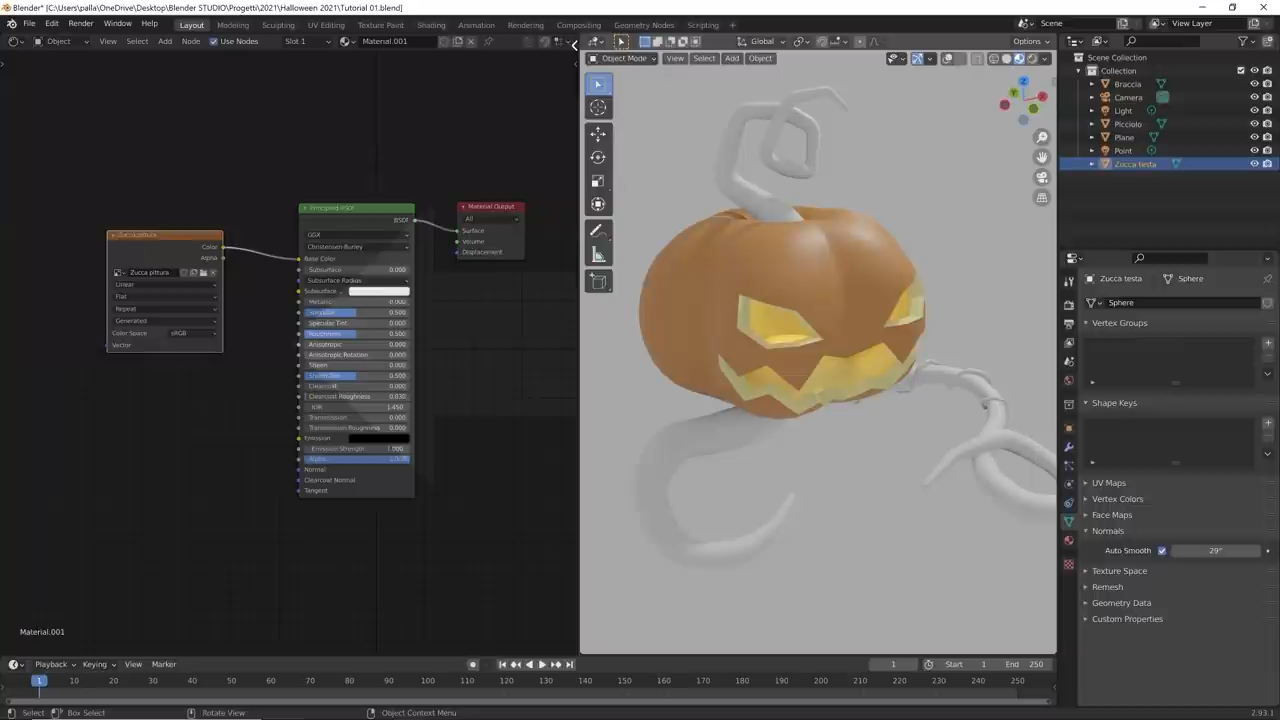 Blender* [C:\Users\palla\OneDrive\Desktop\Blender STUDIO\Progetti\2021\Halloween 2021\Tutorial 01.blend]
File Edit Render Window Help Layout Modeling Sculpting UV Editing Texture Paint Shading Animation Rendering Compositing Geometry Nodes Scripting Scene View Layer
Object View Select Add Node Use Nodes Slot 1 Material.001 Global Options
Object Mode View Select Add Object
Scene Collection
Collection
Braccia
Camera
Light
Picciolo
Plane
Point
Zucca testa
Zucca pittura
Color
Alpha
Zucca pittura
Linear
Flat
Repeat
Generated
Color Space sRGB
Vector
Principled BSDF
BSDF
GGX
Christensen-Burley
Base Color
Subsurface 0.000
Subsurface Radius
Subsurface
Metallic 0.000
Specular 0.500
Specular Tint 0.000
Roughness 0.500
Anisotropic 0.000
Anisotropic Rotation 0.000
Sheen 0.000
Sheen Tint 0.500
Clearcoat 0.000
Clearcoat Roughness 0.030
IOR 1.450
Transmission 0.000
Transmission Roughness 0.000
Emission
Emission Strength 1.000
Alpha
Normal
Clearcoat Normal
Tangent
Material Output
All
Surface
Volume
Displacement
Zucca testa Sphere
Sphere
Vertex Groups
Shape Keys
UV Maps
Vertex Colors
Face Maps
Normals
Auto Smooth 29°
Texture Space
Remesh
Geometry Data
Custom Properties
Material.001
Playback Keying View Marker 1 Start 1 End 250
1 10 20 30 40 50 60 70 80 90 100 110 120 130 140 150 160 170 180 190 200 210 220 230 240 250
Select Box Select Rotate View Object Context Menu 2.93.1